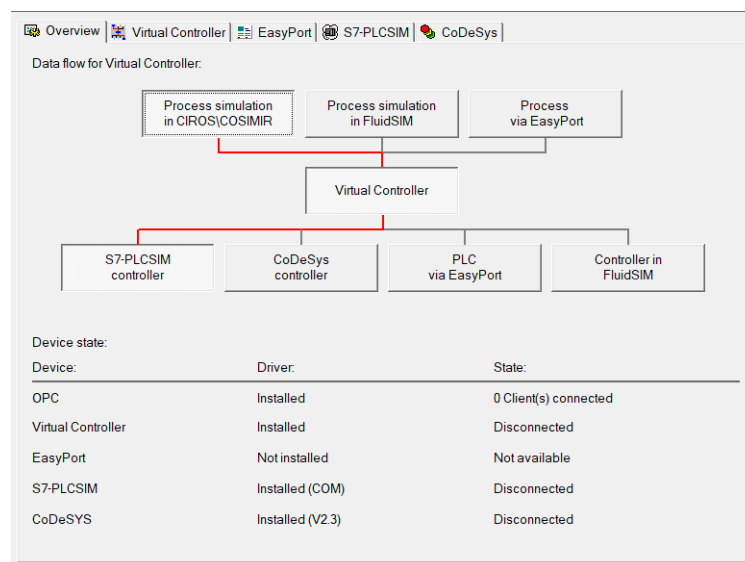 Overview Virtual Controller EasyPort S7-PLCSIM CoDeSys
Data flow for Virtual Controller:
Process simulation
in CIROS\COSIMIR
Process simulation
in FluidSIM
Process
via EasyPort
Virtual Controller
S7-PLCSIM
controller
CoDeSys
controller
PLC
via EasyPort
Controller in
FluidSIM
Device state:
Device: Driver: State:
OPC Installed 0 Client(s) connected
Virtual Controller Installed Disconnected
EasyPort Not installed Not available
S7-PLCSIM Installed (COM) Disconnected
CoDeSYS Installed (V2.3) Disconnected